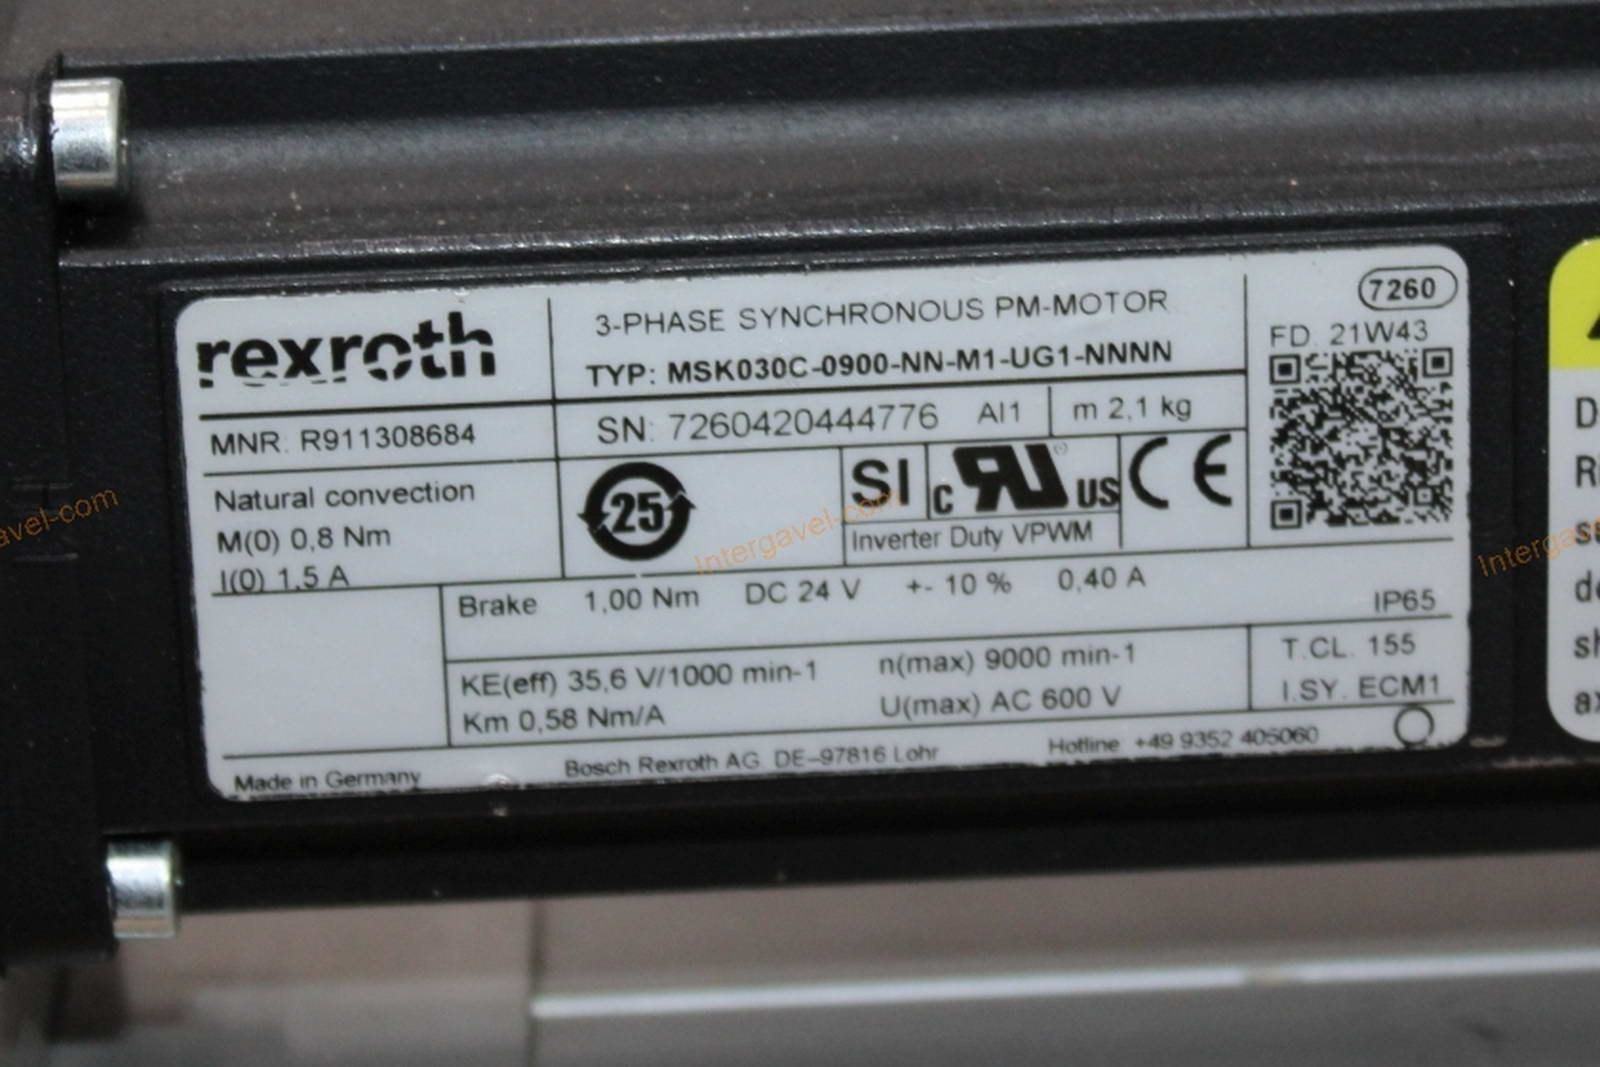 7260
rexroth
3-PHASE SYNCHRONOUS PM-MOTOR
FD. 21W43
TYP: MSK030C-0900-NN-M1-UG1-NNNN
MNR: R911308684
SN: 7260420444776 AI1 m 2,1 kg
Natural convection
M(0) 0,8 Nm
I(0) 1,5 A
25
SI
c RU US
CE
Inverter Duty VPWM
Brake 1,00 Nm DC 24 V +- 10 % 0,40 A
IP65
KE(eff) 35,6 V/1000 min-1 n(max) 9000 min-1
T.CL. 155
Km 0,58 Nm/A U(max) AC 600 V
I.SY. ECM1
Made in Germany Bosch Rexroth AG DE-97816 Lohr Hotline +49 9352 405060
Intergavel-com
avel-com
Interga